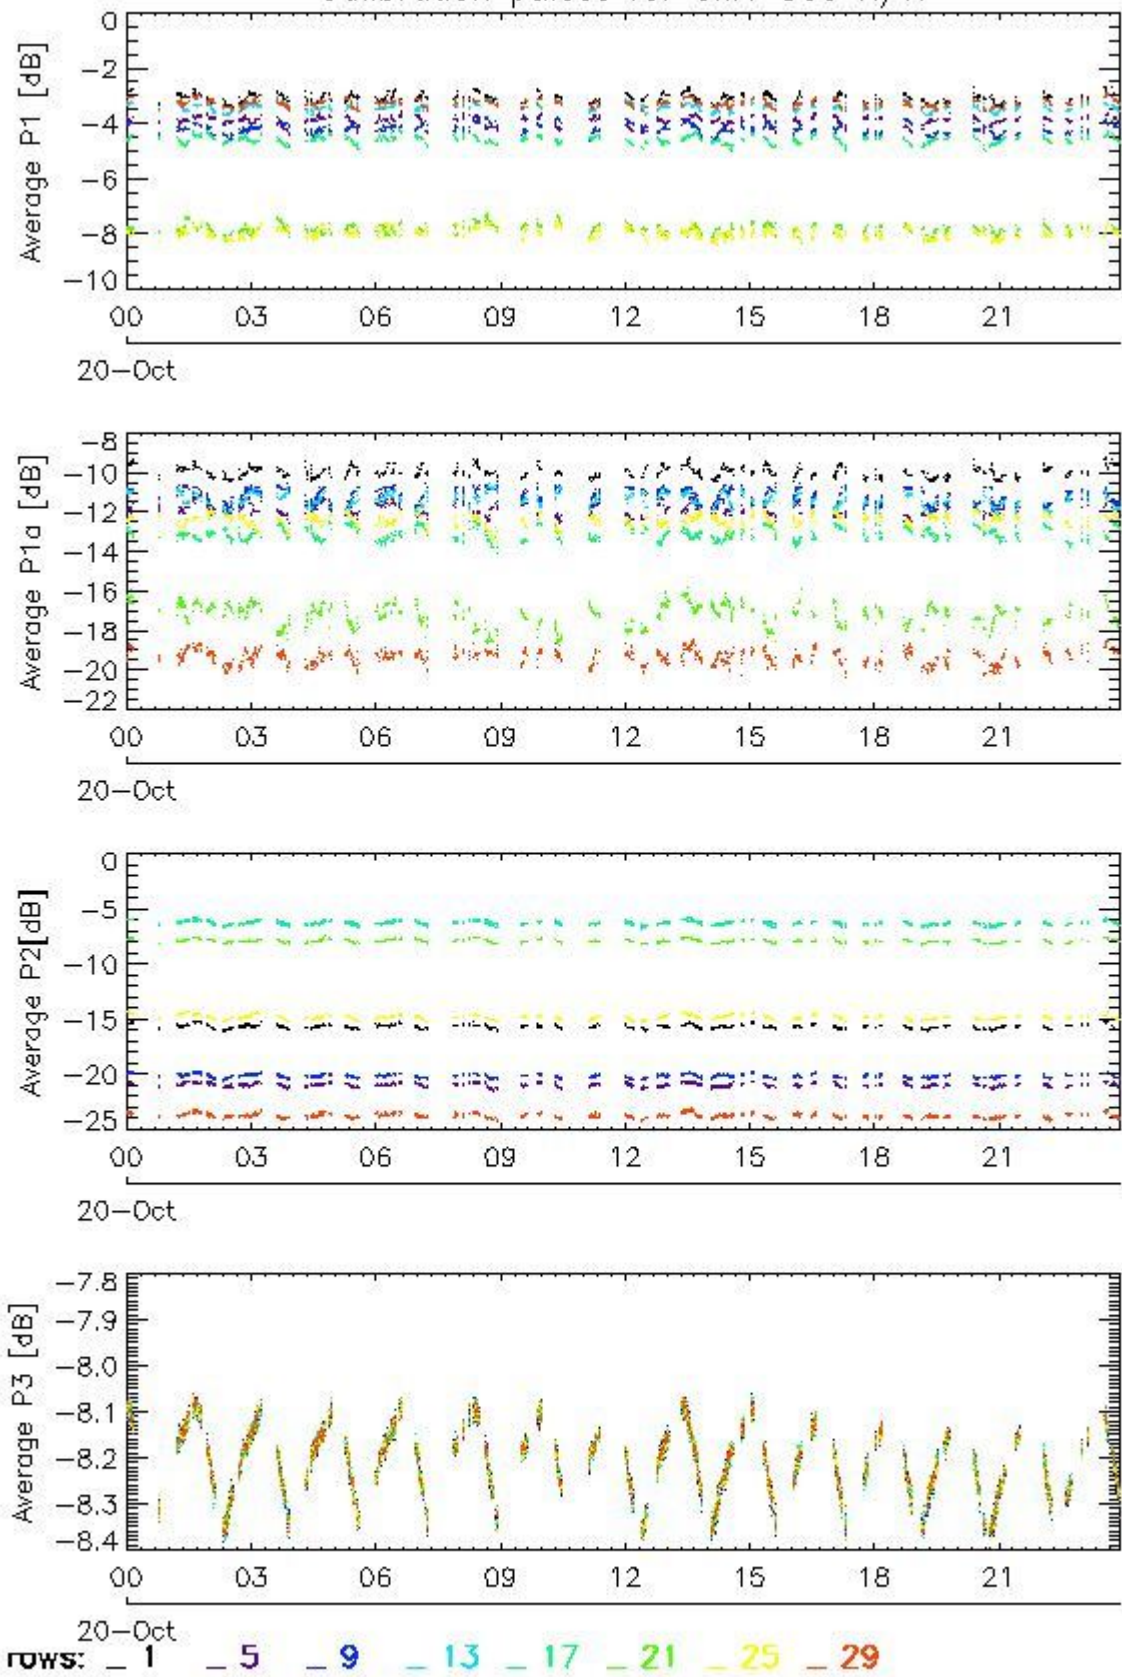 0
−2
−4
−6
−8
−10
Average P1 [dB]
00 03 06 09 12 15 18 21
20−Oct
−8
−10
−12
−14
−16
−18
−20
−22
Average P1a [dB]
00 03 06 09 12 15 18 21
20−Oct
0
−5
−10
−15
−20
−25
Average P2[dB]
00 03 06 09 12 15 18 21
20−Oct
−7.8
−7.9
−8.0
−8.1
−8.2
−8.3
−8.4
Average P3 [dB]
00 03 06 09 12 15 18 21
20−Oct
rows: _ 1 _ 5 _ 9 _ 13 _ 17 _ 21 _ 25 _ 29